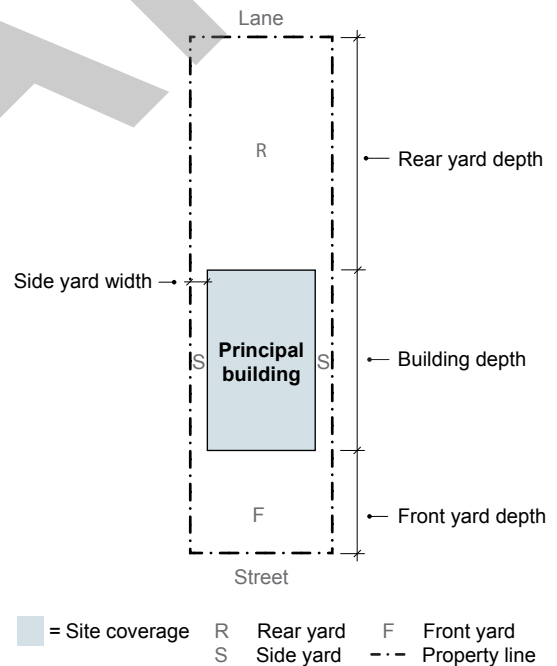 Lane
R
Rear yard depth
Side yard width
S
Principal
building
S
Building depth
F
Front yard depth
Street
= Site coverage R Rear yard F Front yard
S Side yard Property line